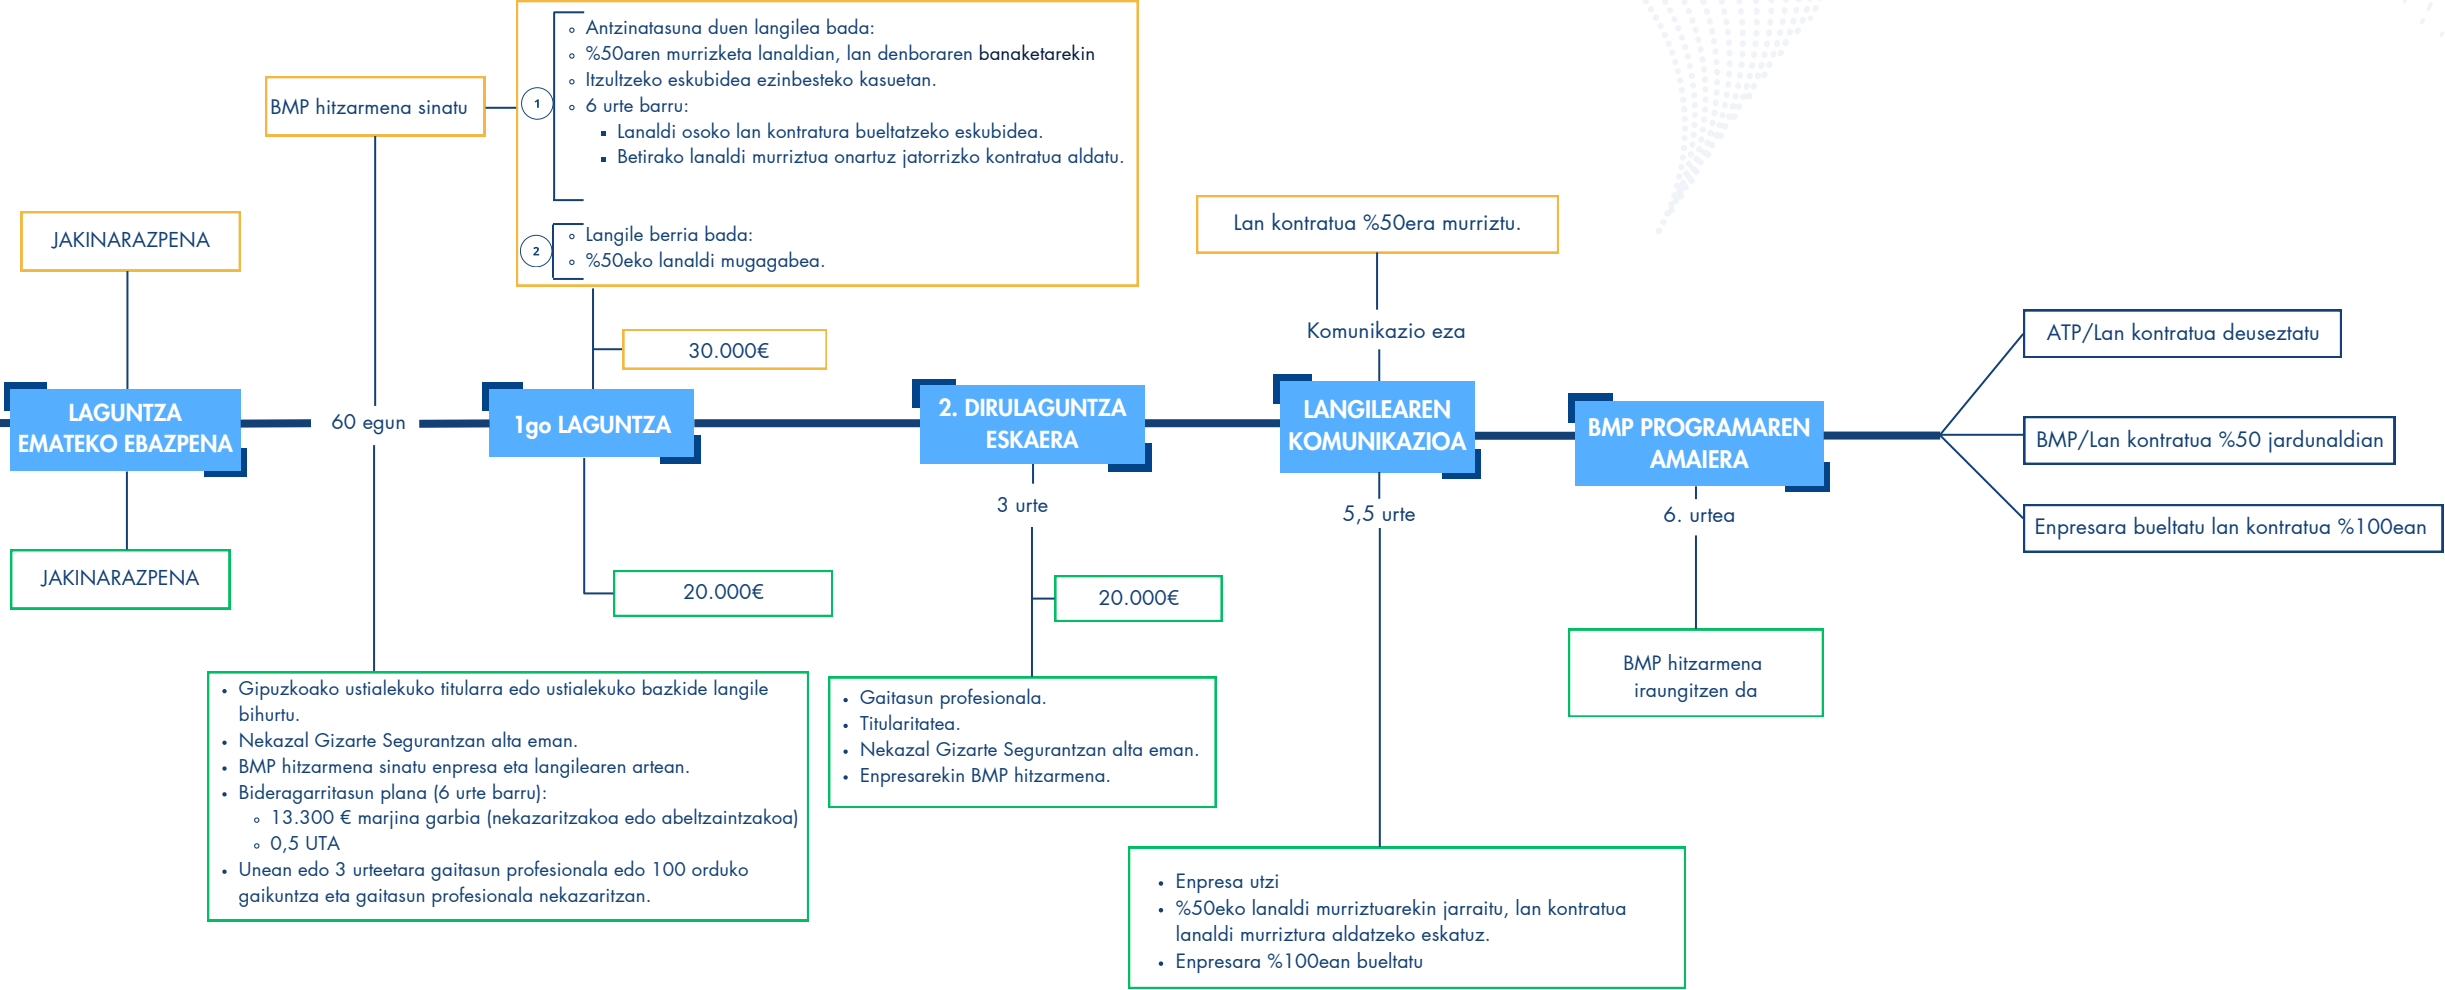 Antzinatasuna duen langilea bada:
%50aren murrizketa lanaldian, lan denboraren banaketarekin
Itzultzeko eskubidea ezinbesteko kasuetan.
6 urte barru:
Lanaldi osoko lan kontratura bueltatzeko eskubidea.
Betirako lanaldi murriztua onartuz jatorrizko kontratua aldatu.
1
BMP hitzarmena sinatu
Langile berria bada:
%50eko lanaldi mugagabea.
2
JAKINARAZPENA
Lan kontratua %50era murriztu.
Komunikazio eza
30.000€
LAGUNTZA
EMATEKO EBAZPENA
60 egun
1go LAGUNTZA
2. DIRULAGUNTZA
ESKAERA
LANGILEAREN
KOMUNIKAZIOA
BMP PROGRAMAREN
AMAIERA
ATP/Lan kontratua deuseztatu
BMP/Lan kontratua %50 jardunaldian
Enpresara bueltatu lan kontratua %100ean
3 urte
5,5 urte
6. urtea
JAKINARAZPENA
20.000€
20.000€
BMP hitzarmena
iraungitzen da
Gipuzkoako ustialekuko titularra edo ustialekuko bazkide langile
bihurtu.
Nekazal Gizarte Segurantzan alta eman.
BMP hitzarmena sinatu enpresa eta langilearen artean.
Bideragarritasun plana (6 urte barru):
13.300 € marjina garbia (nekazaritzakoa edo abeltzaintzakoa)
0,5 UTA
Unean edo 3 urteetara gaitasun profesionala edo 100 orduko
gaikuntza eta gaitasun profesionala nekazaritzan.
Gaitasun profesionala.
Titularitatea.
Nekazal Gizarte Segurantzan alta eman.
Enpresarekin BMP hitzarmena.
Enpresa utzi
%50eko lanaldi murriztuarekin jarraitu, lan kontratua
lanaldi murriztura aldatzeko eskatuz.
Enpresara %100ean bueltatu